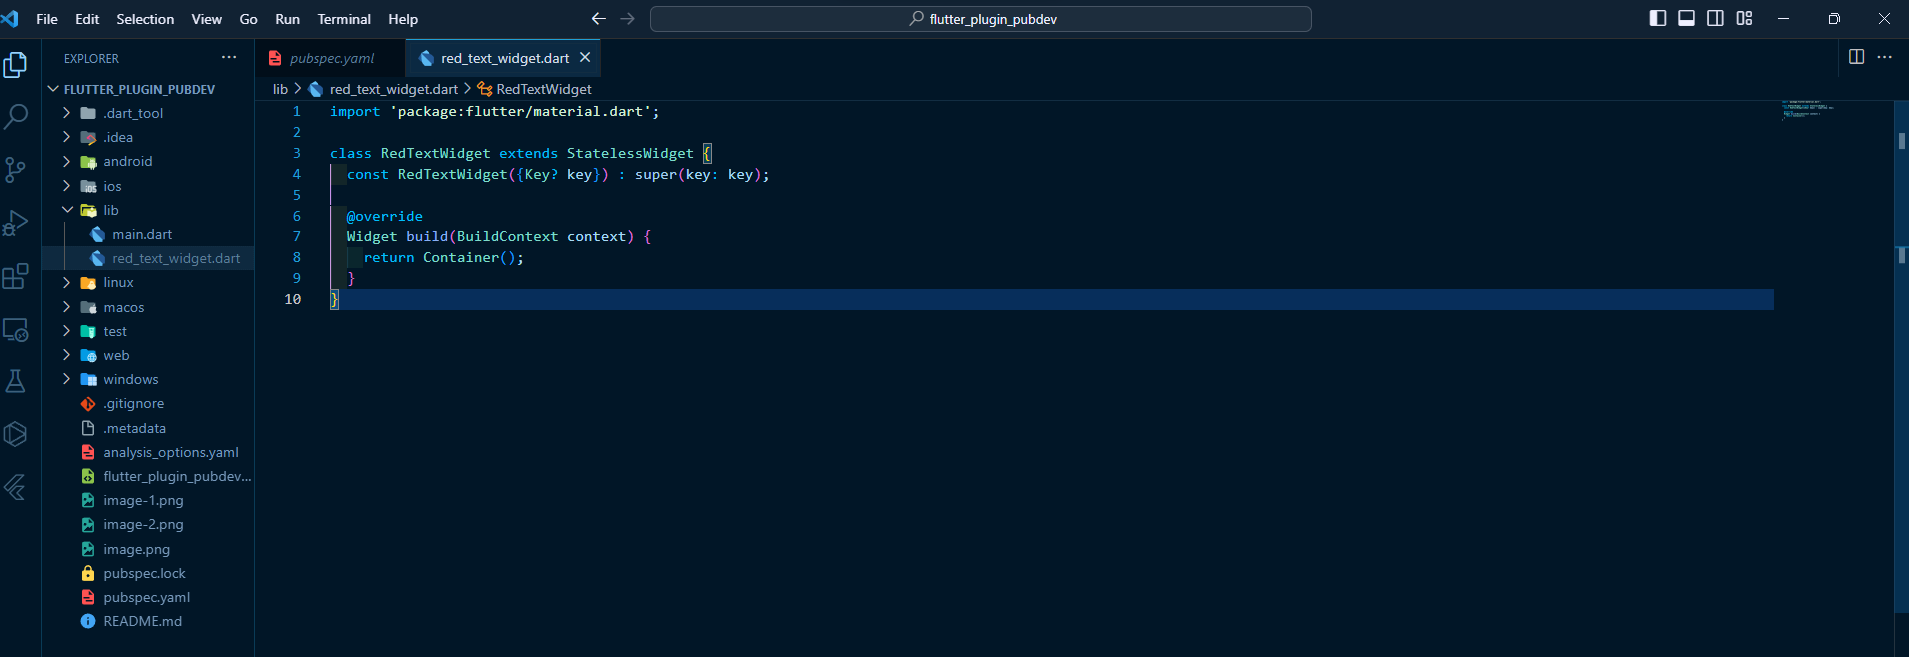 File Edit Selection View Go Run Terminal Help
flutter_plugin_pubdev
EXPLORER
FLUTTER_PLUGIN_PUBDEV
.dart_tool
.idea
android
ios
lib
main.dart
red_text_widget.dart
linux
macos
test
web
windows
.gitignore
.metadata
analysis_options.yaml
flutter_plugin_pubdev...
image-1.png
image-2.png
image.png
pubspec.lock
pubspec.yaml
README.md
pubspec.yaml
red_text_widget.dart
lib > red_text_widget.dart > RedTextWidget
1 import 'package:flutter/material.dart';
2
3 class RedTextWidget extends StatelessWidget {
4 const RedTextWidget({Key? key}) : super(key: key);
5
6 @override
7 Widget build(BuildContext context) {
8 return Container();
9 }
10 }